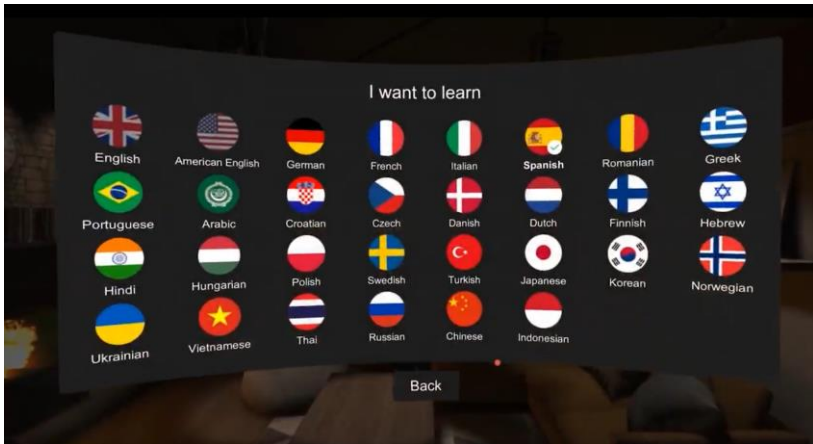 I want to learn
English American English German French Italian Spanish Romanian Greek
Portuguese Arabic Croatian Czech Danish Dutch Finnish Hebrew
Hindi Hungarian Polish Swedish Turkish Japanese Korean Norwegian
Ukrainian Vietnamese Thai Russian Chinese Indonesian
Back